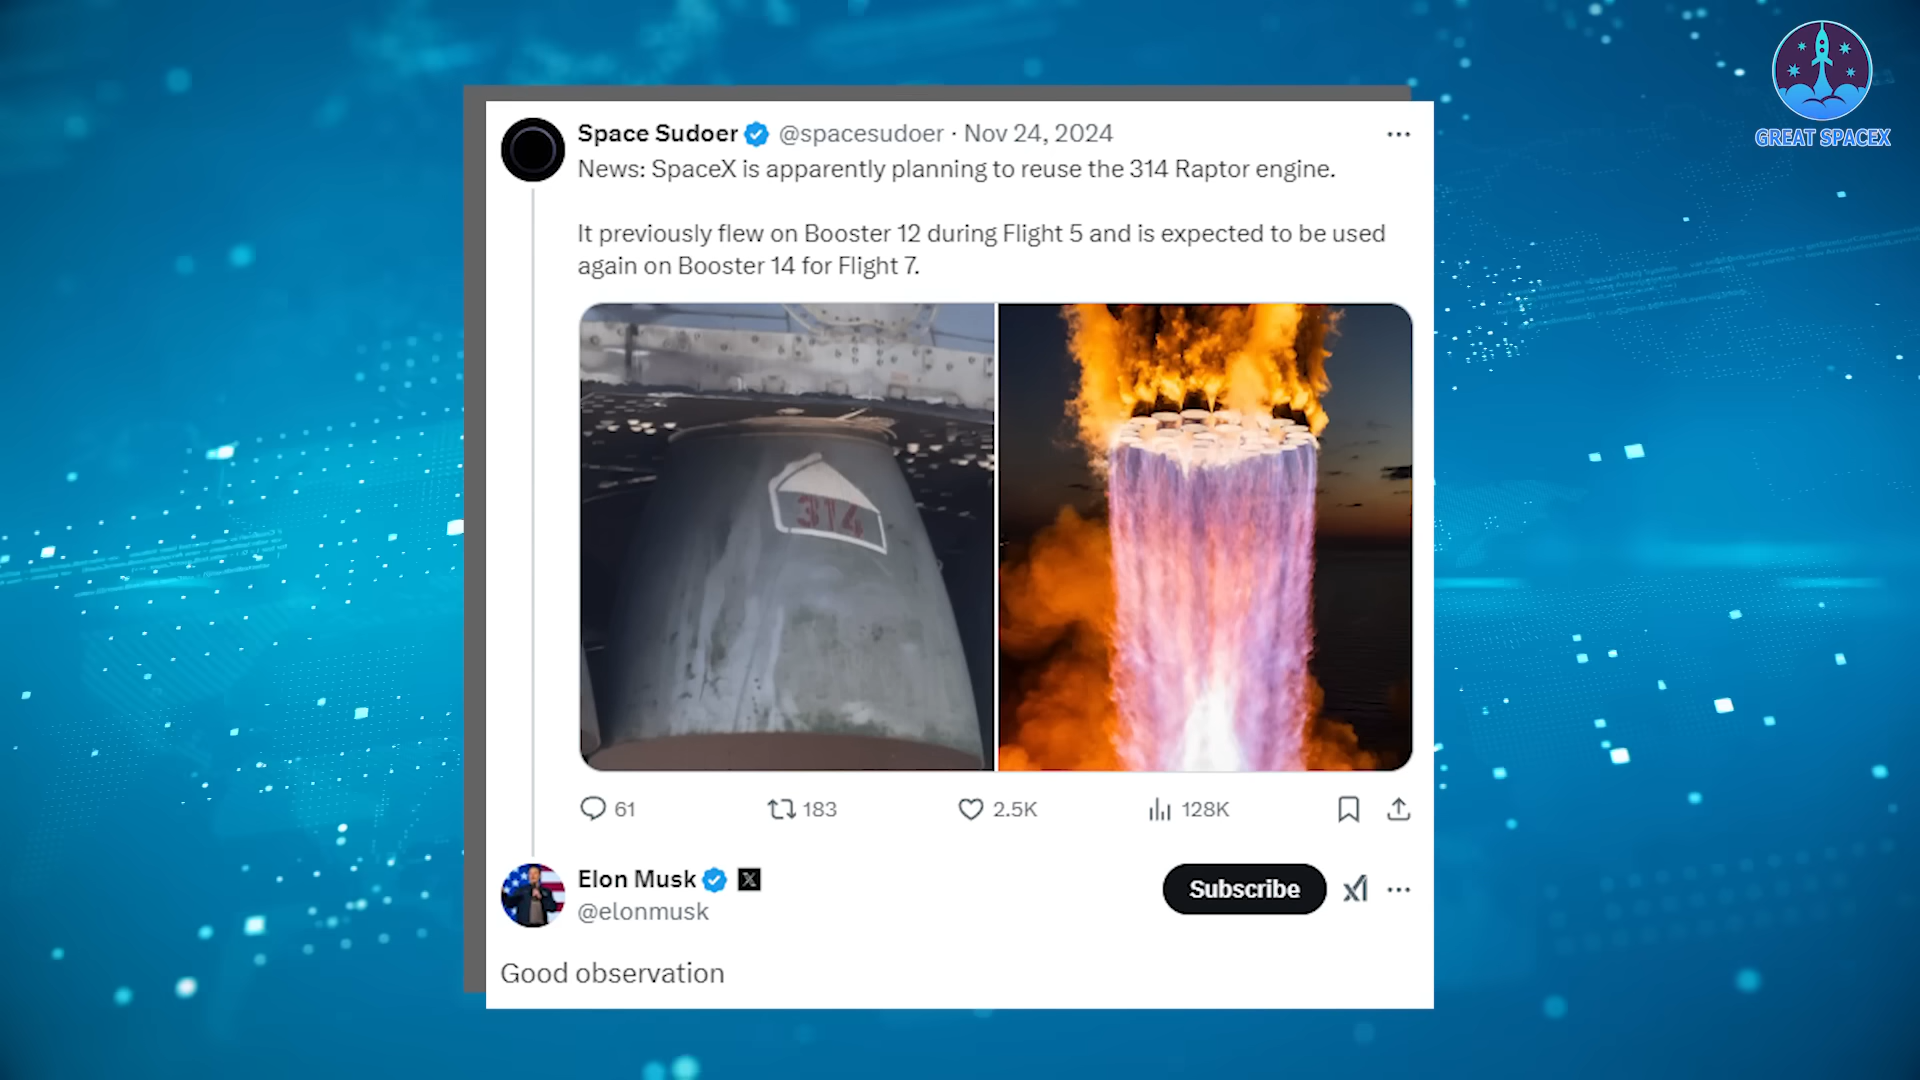 GREAT SPACEX
Space Sudoer @spacesudoer · Nov 24, 2024
News: SpaceX is apparently planning to reuse the 314 Raptor engine.
It previously flew on Booster 12 during Flight 5 and is expected to be used
again on Booster 14 for Flight 7.
314
61 183 2.5K 128K
Elon Musk
@elonmusk
Subscribe
Good observation